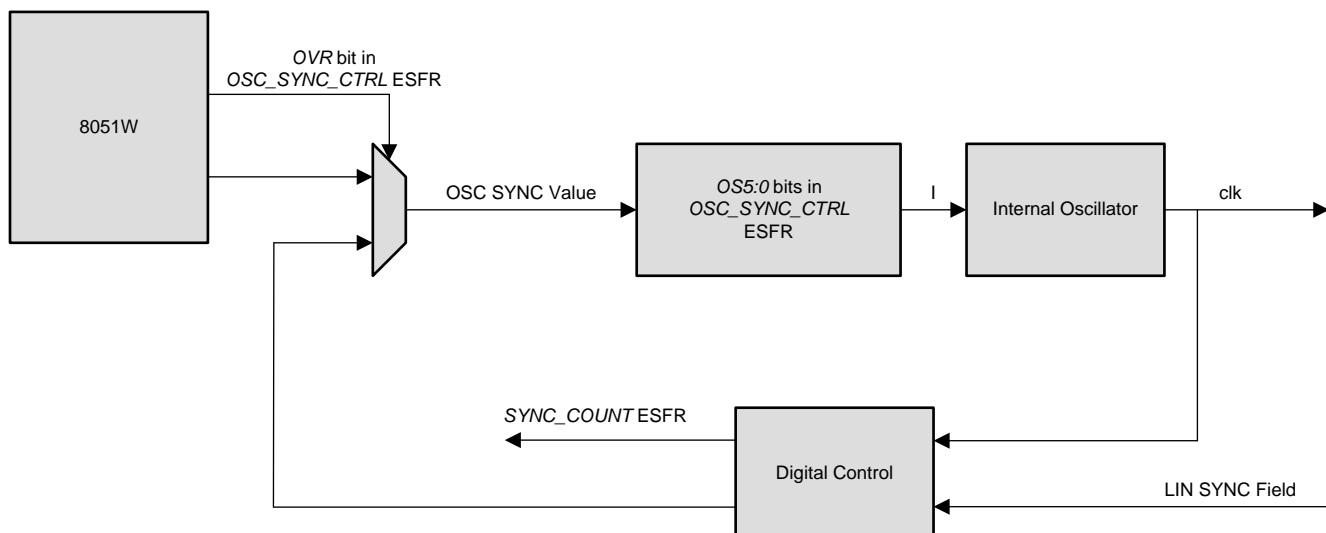 OVR bit in
OSC_SYNC_CTRL ESFR
8051W
OSC SYNC Value
OS5:0 bits in
OSC_SYNC_CTRL
ESFR
I
Internal Oscillator
clk
SYNC_COUNT ESFR
Digital Control
LIN SYNC Field